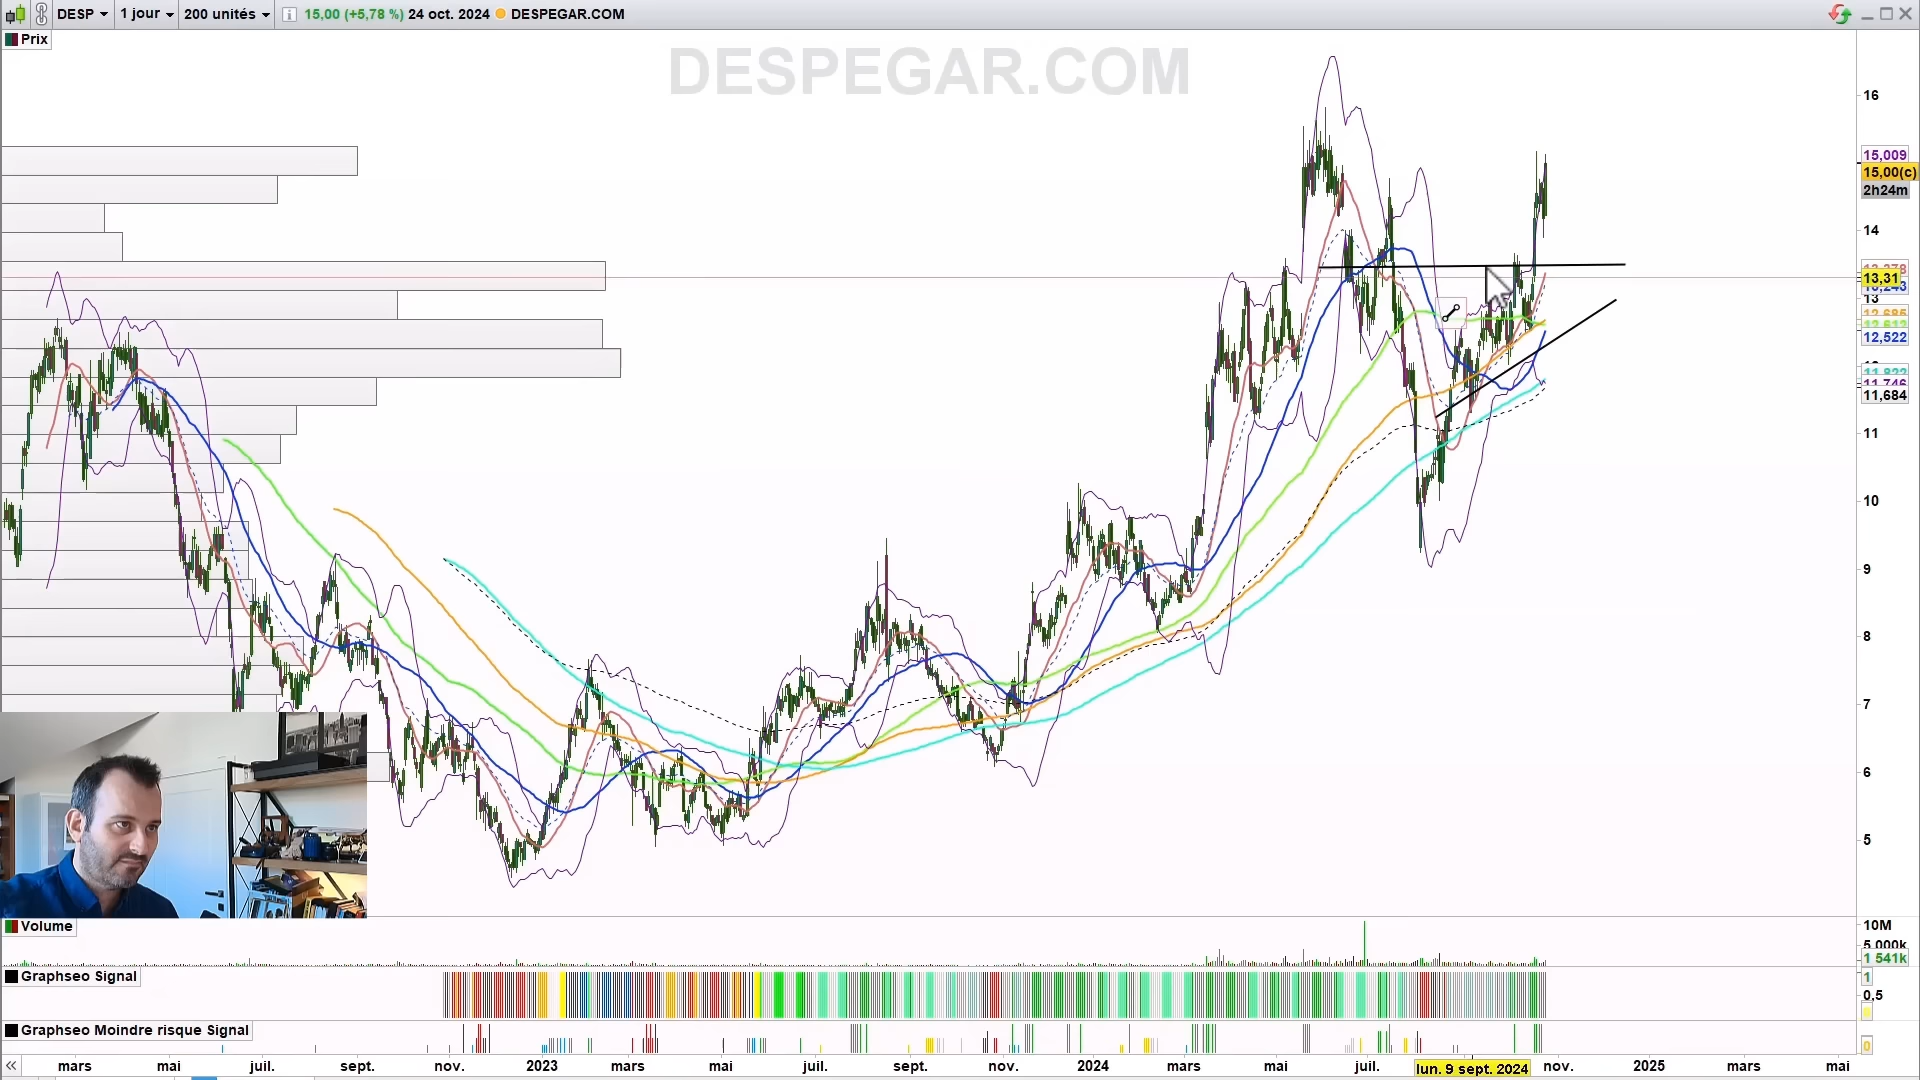 DESP 1 jour 200 unités 15,00 (+5,78 %) 24 oct. 2024 DESPEGAR.COM
Prix
DESPEGAR.COM
16
15,009
15,00(c)
2h24m
14
13,31
13
12,522
11,684
11
10
9
8
7
6
5
Volume
10M
5 000k
1 541k
Graphseo Signal
1
0,5
Graphseo Moindre risque Signal
0
mars mai juil. sept. nov. 2023 mars mai juil. sept. nov. 2024 mars mai juil. lun. 9 sept. 2024 nov. 2025 mars mai